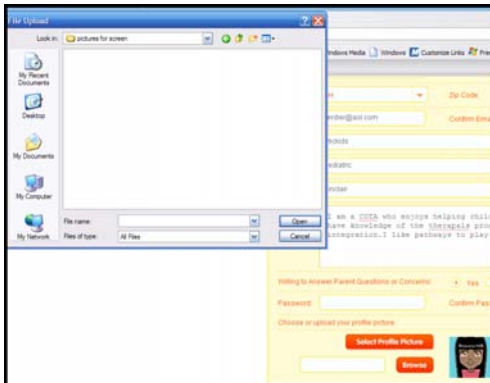 File Upload
Look in: pictures for screen
My Recent Documents
Desktop
My Documents
My Computer
My Network
File name: Open
Files of type: All Files Cancel
Windows Media Windows Customize Links
Zip Code
@aol.com Confirm Ema
I am a COTA who enjoys helping chil
have knowledge of the therapals pro
integration.I like pathways to play
Willing to Answer Parent Questions or Concerns: Yes
Password: Confirm Pas
Choose or upload your profile picture:
Select Profile Picture
Browse